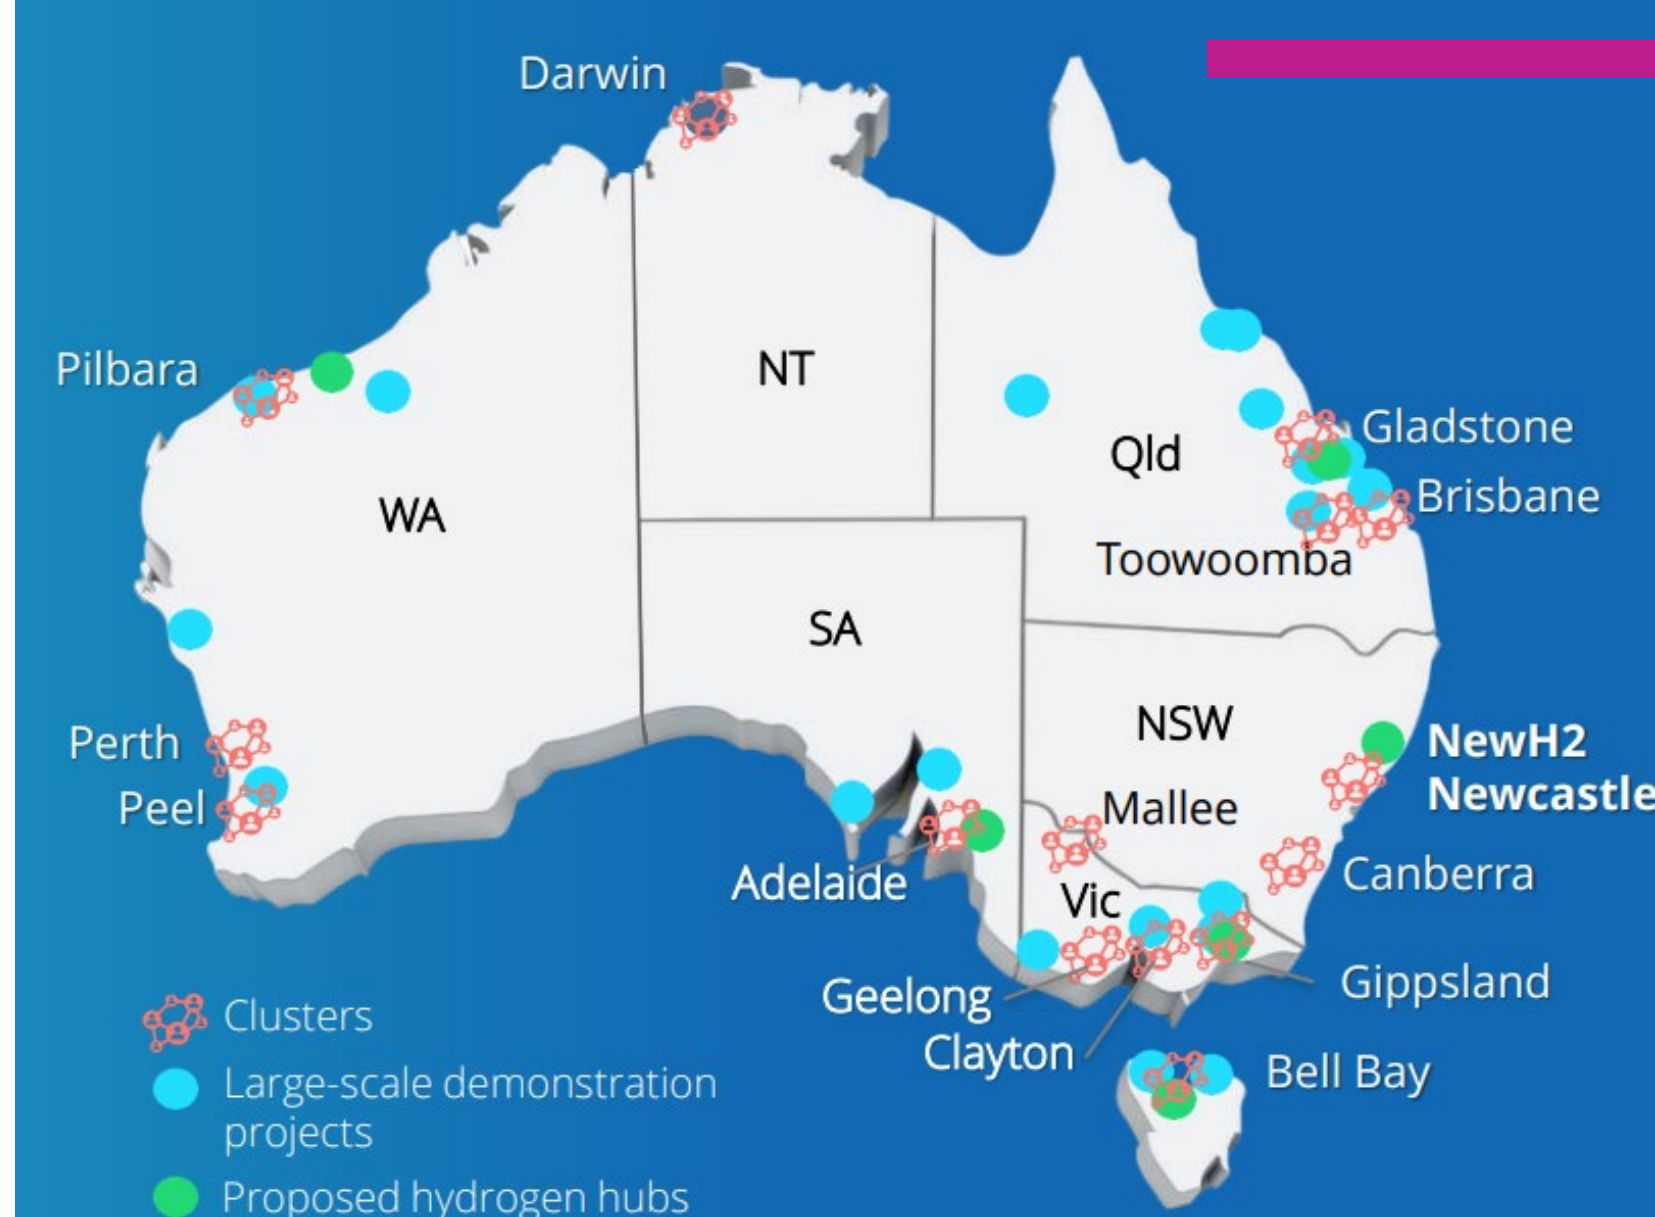 Darwin
Pilbara
NT
Gladstone
Qld
Brisbane
WA
Toowoomba
SA
NSW
NewH2
Perth
Newcastle
Peel
Mallee
Canberra
Adelaide
Vic
Gippsland
Geelong
Clayton
Bell Bay
Clusters
Large-scale demonstration
projects
Proposed hydrogen hubs